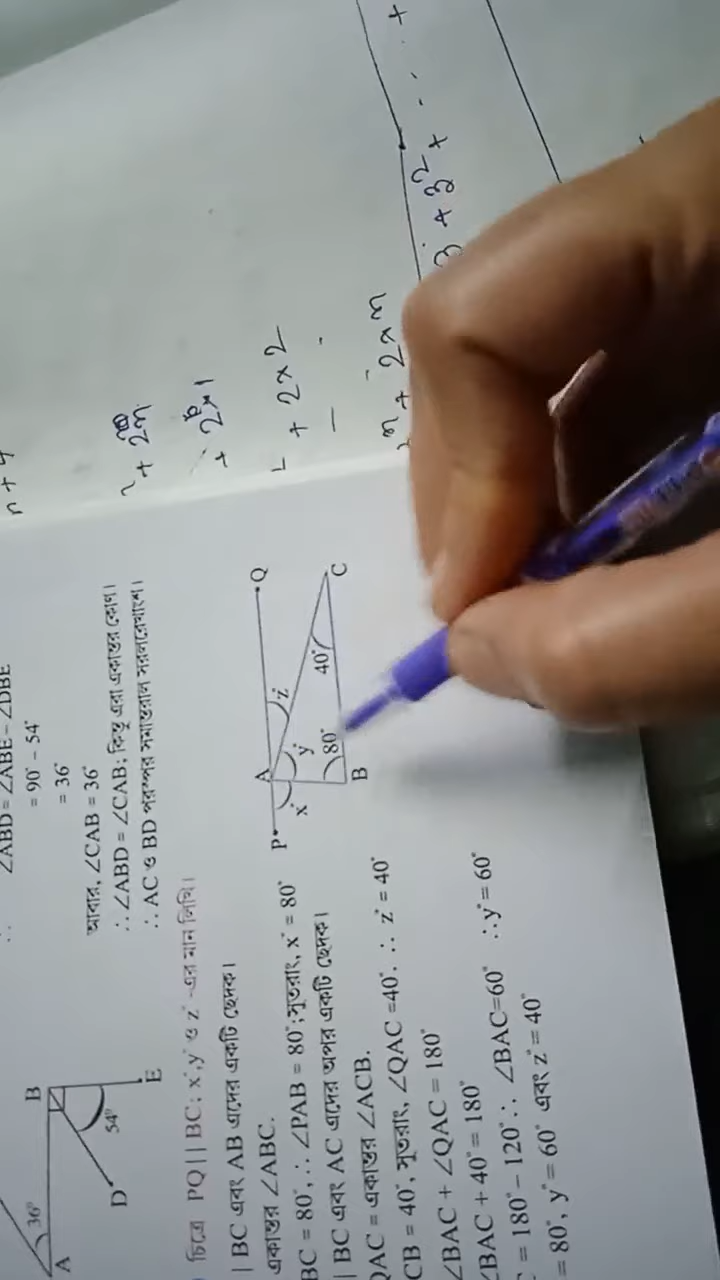 ∠ABD = ∠ABE – ∠DBE
= 90° – 54°
= 36°
আবার, ∠CAB = 36°
∴ ∠ABD = ∠CAB; কিন্তু এরা একান্তর কোণ।
∴ AC ও BD পরস্পর সমান্তরাল সরলরেখাংশ।
A
36°
B
54°
D
E
চিত্রে PQ || BC; x°, y° ও z° -এর মান লিখি।
|| BC এবং AB এদের একটি ছেদক।
একান্তর ∠ABC.
BC = 80°, ∴ ∠PAB = 80°; সুতরাং, x° = 80°
|| BC এবং AC এদের অপর একটি ছেদক।
QAC = একান্তর ∠ACB.
CB = 40°, সুতরাং, ∠QAC = 40°. ∴ z° = 40°
∠BAC + ∠QAC = 180°
∠BAC + 40° = 180°
= 180° – 120° ∴ ∠BAC = 60° ∴ y° = 60°
= 80°, y° = 60° এবং z° = 40°
P
A
Q
x°
y°
z°
80°
40°
B
C
+ 2×1
+ 2×2
+ 2×3
3 + 3² + . . . +